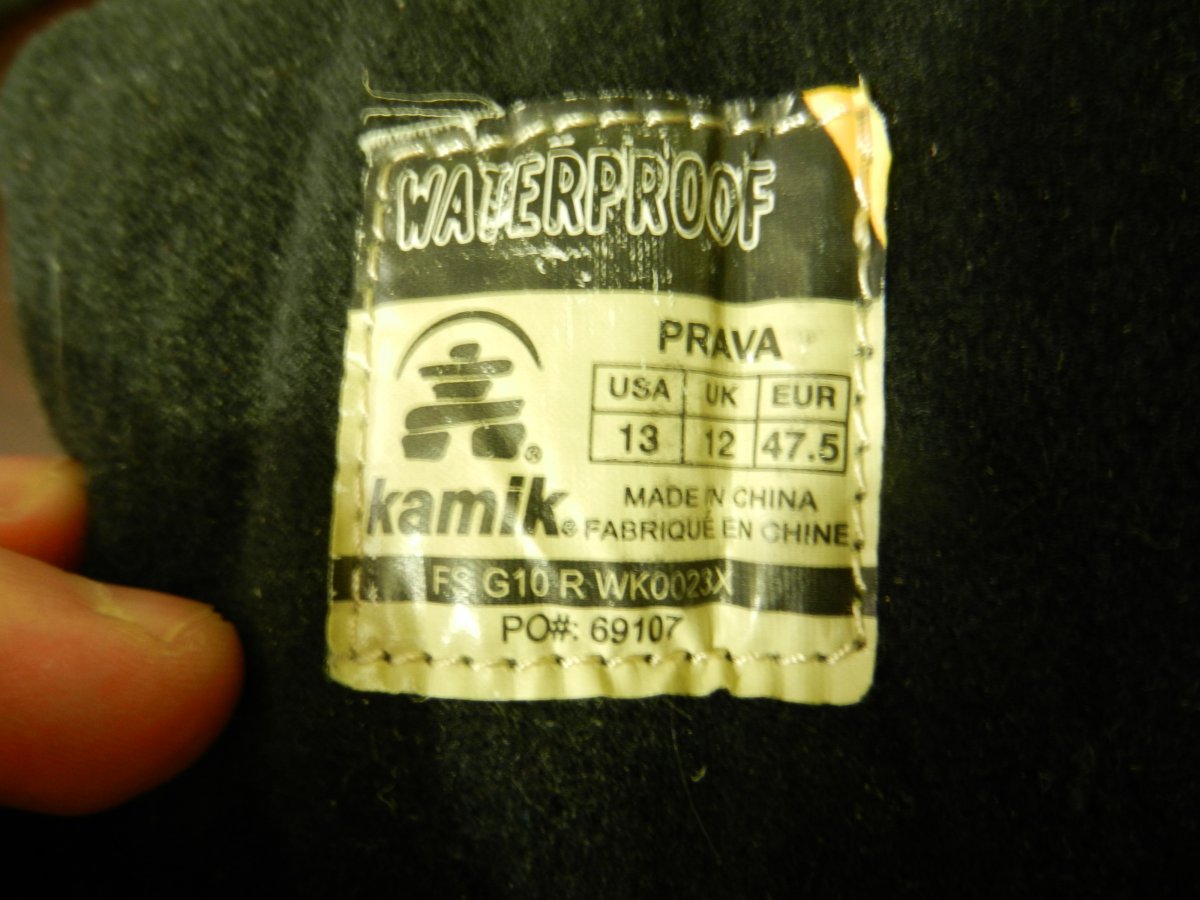 WATERPROOF
PRAVA
USA UK EUR
13 12 47.5
kamik®
MADE IN CHINA
FABRIQUÉ EN CHINE
FS G10 R WK0023X
PO#: 69107